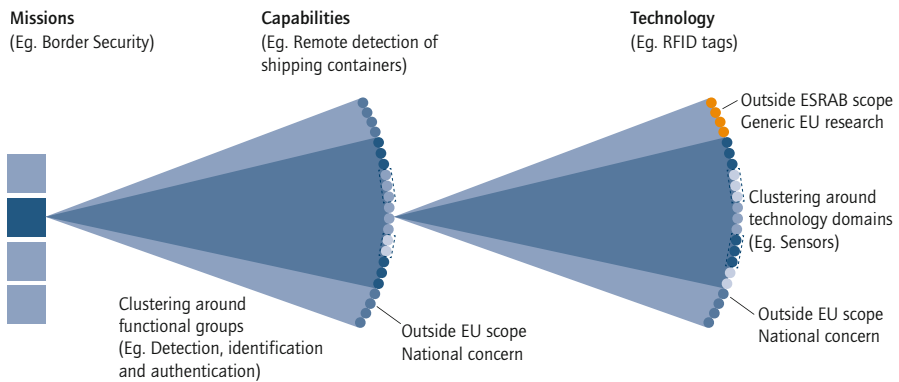 Missions
(Eg. Border Security)
Capabilities
(Eg. Remote detection of
shipping containers)
Technology
(Eg. RFID tags)
Outside ESRAB scope
Generic EU research
Clustering around
technology domains
(Eg. Sensors)
Clustering around
functional groups
(Eg. Detection, identification
and authentication)
Outside EU scope
National concern
Outside EU scope
National concern